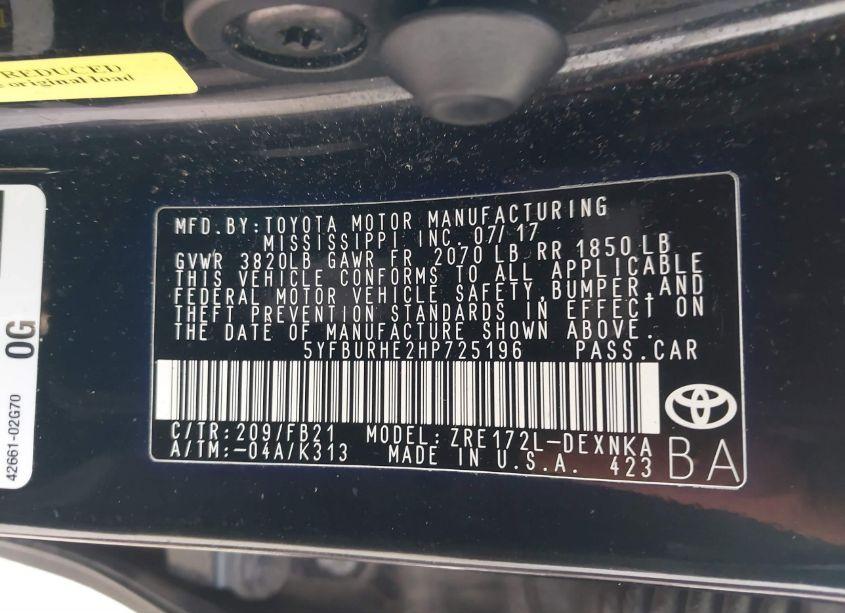 REDUCED
original load
0G
42661-02G70
MFD.BY:TOYOTA MOTOR MANUFACTURING
MISSISSIPPI INC. 07/17
GVWR 3820LB GAWR FR 2070 LB RR 1850 LB
THIS VEHICLE CONFORMS TO ALL APPLICABLE
FEDERAL MOTOR VEHICLE SAFETY,BUMPER,AND
THEFT PREVENTION STANDARDS IN EFFECT ON
THE DATE OF MANUFACTURE SHOWN ABOVE.
5YFBURHE2HP725196 PASS.CAR
C/TR:209/FB21 MODEL:ZRE172L-DEXNKA
A/TM:-04A/K313 MADE IN U.S.A. 423
BA